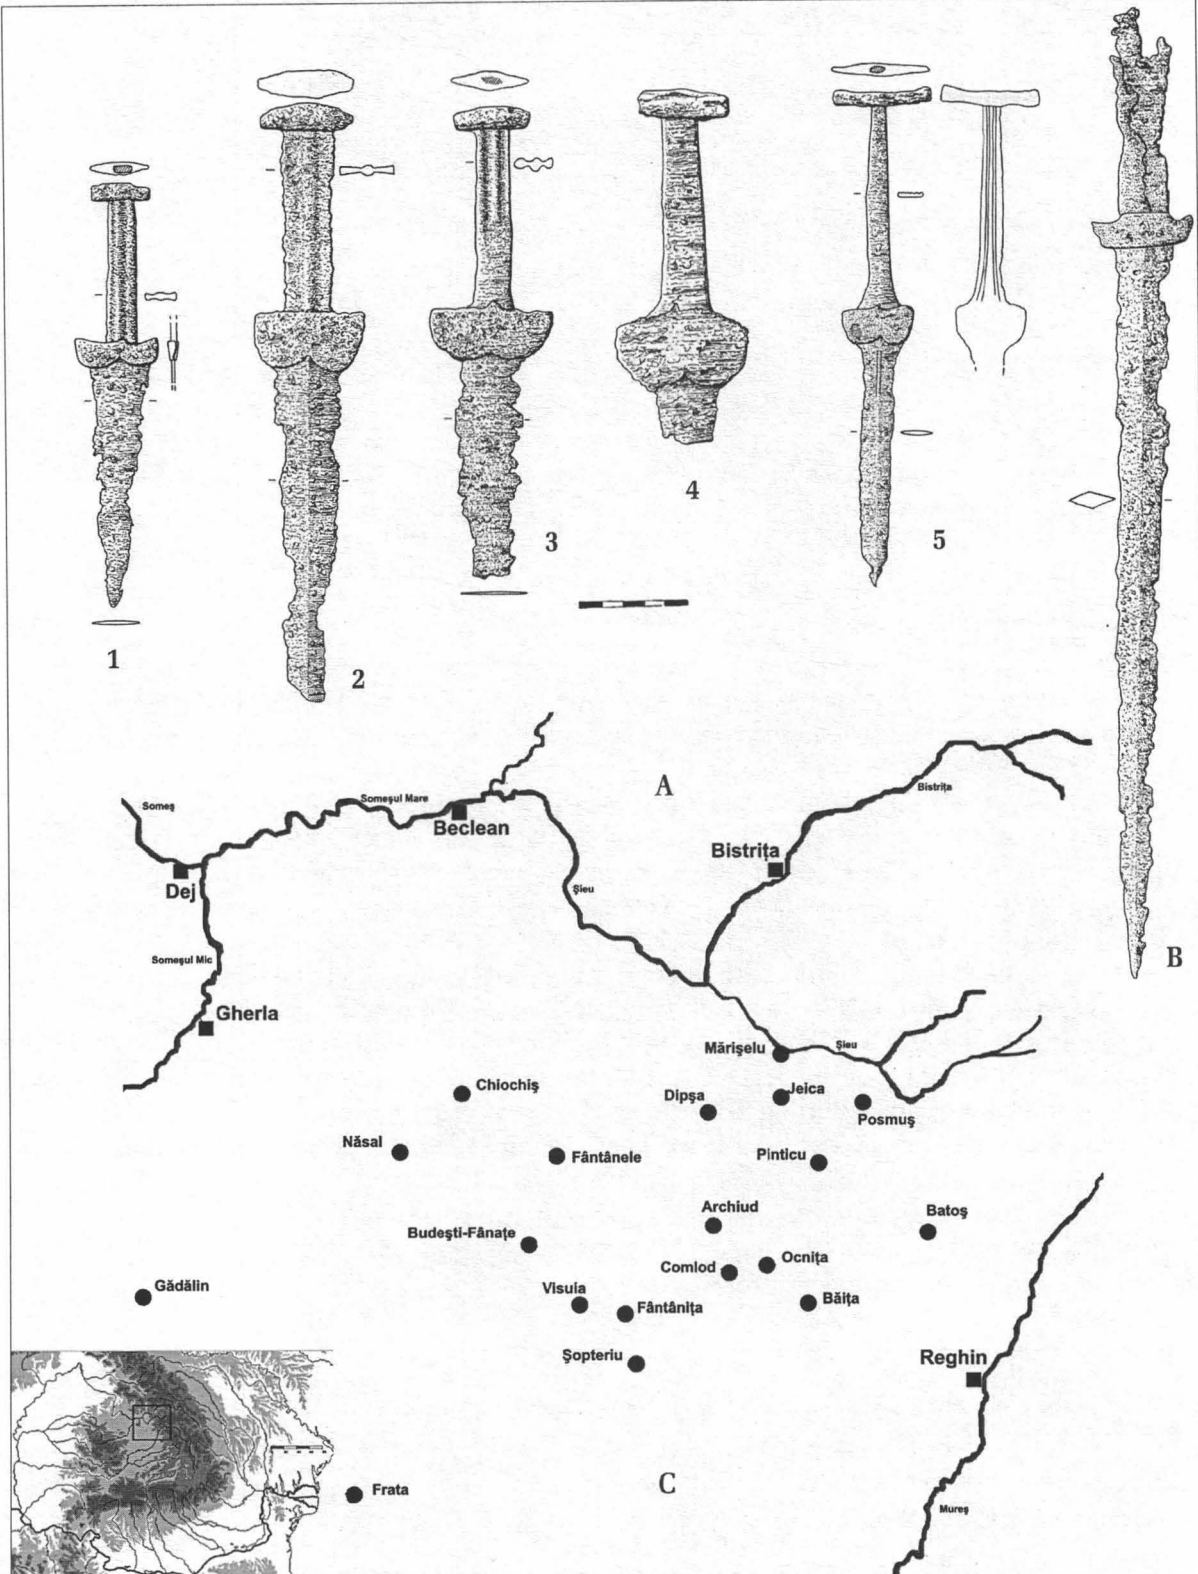 1
2
3
4
5
A
B
Someş
Someşul Mare
Beclean
Bistriţa
Bistriţa
Dej
Şieu
Someşul Mic
Gherla
Mărişelu
Şieu
Chiochiş
Dipşa
Jeica
Posmuş
Năsal
Fântânele
Pinticu
Archiud
Batoş
Budeşti-Fânaţe
Comlod
Ocniţa
Gădălin
Visuia
Fântâniţa
Băiţa
Şopteriu
Reghin
C
Frata
Mureş